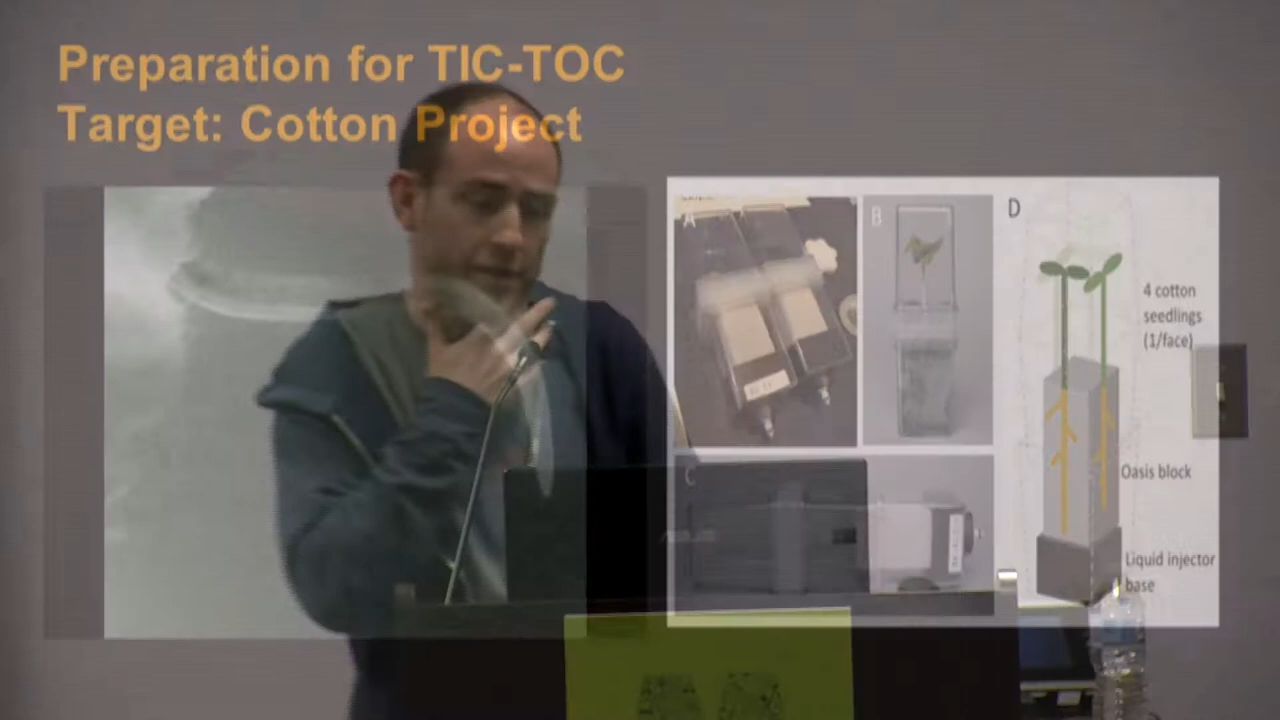 Preparation for TIC-TOC
Target: Cotton Project
A
B
D
4 cotton
seedlings
(1/face)
C
Oasis block
Liquid injector
base